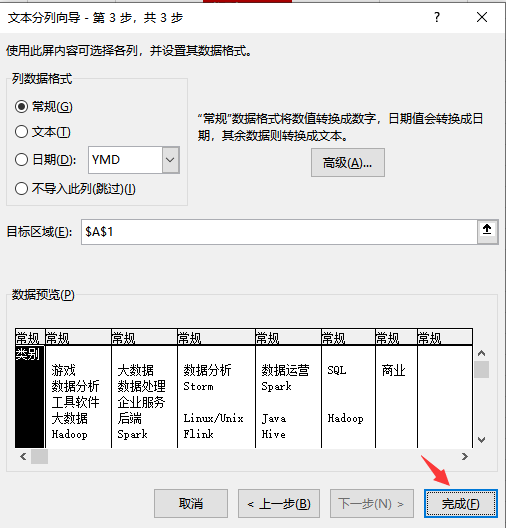 文本分列向导 - 第 3 步，共 3 步
使用此屏内容可选择各列，并设置其数据格式。
列数据格式
常规(G)
文本(T)
日期(D): YMD
不导入此列(跳过)(I)
“常规”数据格式将数值转换成数字，日期值会转换成日
期，其余数据则转换成文本。
高级(A)...
目标区域(E): $A$1
数据预览(P)
常规 常规 常规 常规 常规 常规 常规 常规
类别
游戏 大数据 数据分析 数据运营 SQL 商业
数据分析 数据处理 Storm Spark
工具软件 企业服务
大数据 后端 Linux/Unix Java Hadoop
Hadoop Spark Flink Hive
取消 < 上一步(B) 下一步(N) > 完成(F)